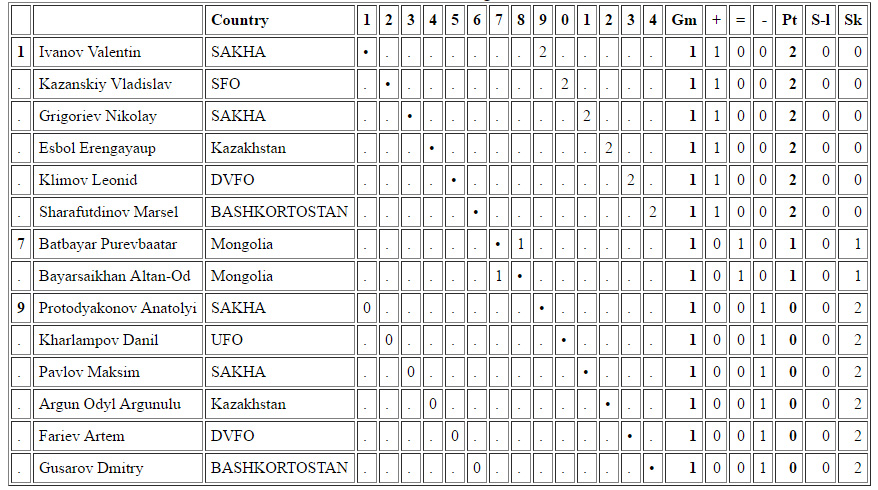 Country 1 2 3 4 5 6 7 8 9 0 1 2 3 4 Gm + = - Pt S-l Sk
1 Ivanov Valentin SAKHA • . . . . . . . 2 . . . . . 1 1 0 0 2 0 0
. Kazanskiy Vladislav SFO . • . . . . . . . 2 . . . . 1 1 0 0 2 0 0
. Grigoriev Nikolay SAKHA . . • . . . . . . . 2 . . . 1 1 0 0 2 0 0
. Esbol Erengayaup Kazakhstan . . . • . . . . . . . 2 . . 1 1 0 0 2 0 0
. Klimov Leonid DVFO . . . . • . . . . . . . 2 . 1 1 0 0 2 0 0
. Sharafutdinov Marsel BASHKORTOSTAN . . . . . • . . . . . . . 2 1 1 0 0 2 0 0
7 Batbayar Purevbaatar Mongolia . . . . . . • 1 . . . . . . 1 0 1 0 1 0 1
. Bayarsaikhan Altan-Od Mongolia . . . . . . 1 • . . . . . . 1 0 1 0 1 0 1
9 Protodyakonov Anatolyi SAKHA 0 . . . . . . . • . . . . . 1 0 0 1 0 0 2
. Kharlampov Danil UFO . 0 . . . . . . . • . . . . 1 0 0 1 0 0 2
. Pavlov Maksim SAKHA . . 0 . . . . . . . • . . . 1 0 0 1 0 0 2
. Argun Odyl Argunulu Kazakhstan . . . 0 . . . . . . . • . . 1 0 0 1 0 0 2
. Fariev Artem DVFO . . . . 0 . . . . . . . • . 1 0 0 1 0 0 2
. Gusarov Dmitry BASHKORTOSTAN . . . . . 0 . . . . . . . • 1 0 0 1 0 0 2